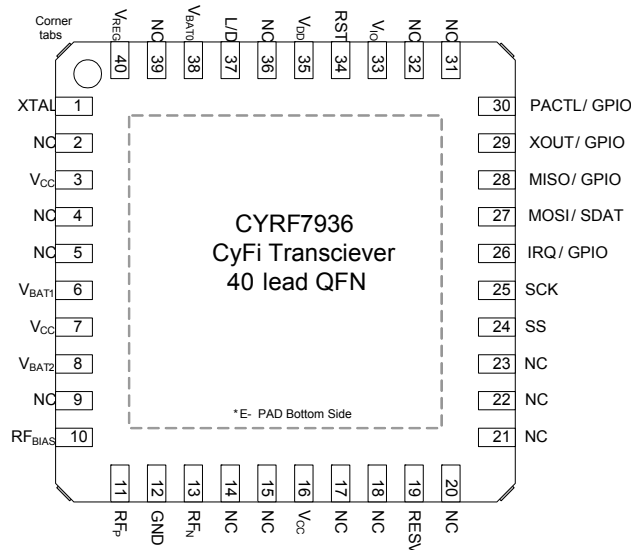 Corner
tabs
VREG NC VBAT0 L/D NC VDD RST VIO NC NC
40 39 38 37 36 35 34 33 32 31
XTAL 1
NC 2
VCC 3
NC 4
NC 5
VBAT1 6
VCC 7
VBAT2 8
NC 9
RFBIAS 10
CYRF7936
CyFi Transciever
40 lead QFN
*E- PAD Bottom Side
30 PACTL/ GPIO
29 XOUT/ GPIO
28 MISO/ GPIO
27 MOSI/ SDAT
26 IRQ/ GPIO
25 SCK
24 SS
23 NC
22 NC
21 NC
11 12 13 14 15 16 17 18 19 20
RFP GND RFN NC NC VCC NC NC RESV NC